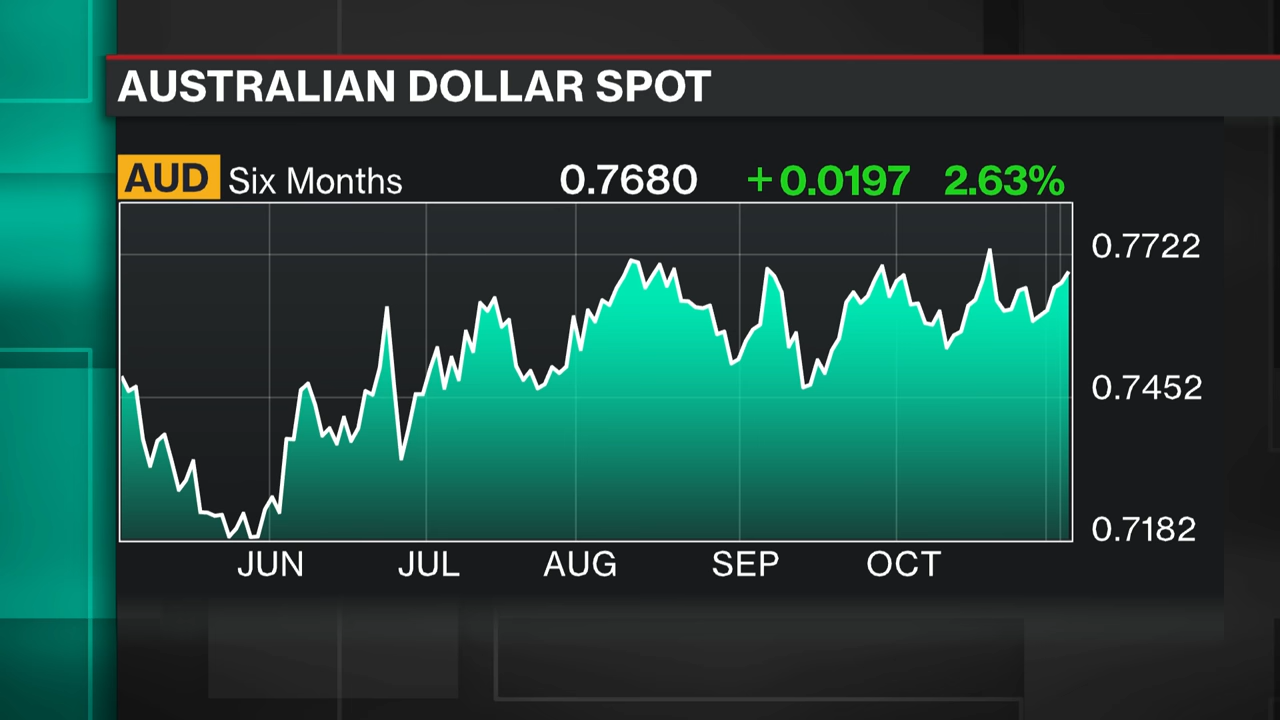 AUSTRALIAN DOLLAR SPOT
AUD Six Months 0.7680 +0.0197 2.63%
0.7722
0.7452
0.7182
JUN JUL AUG SEP OCT